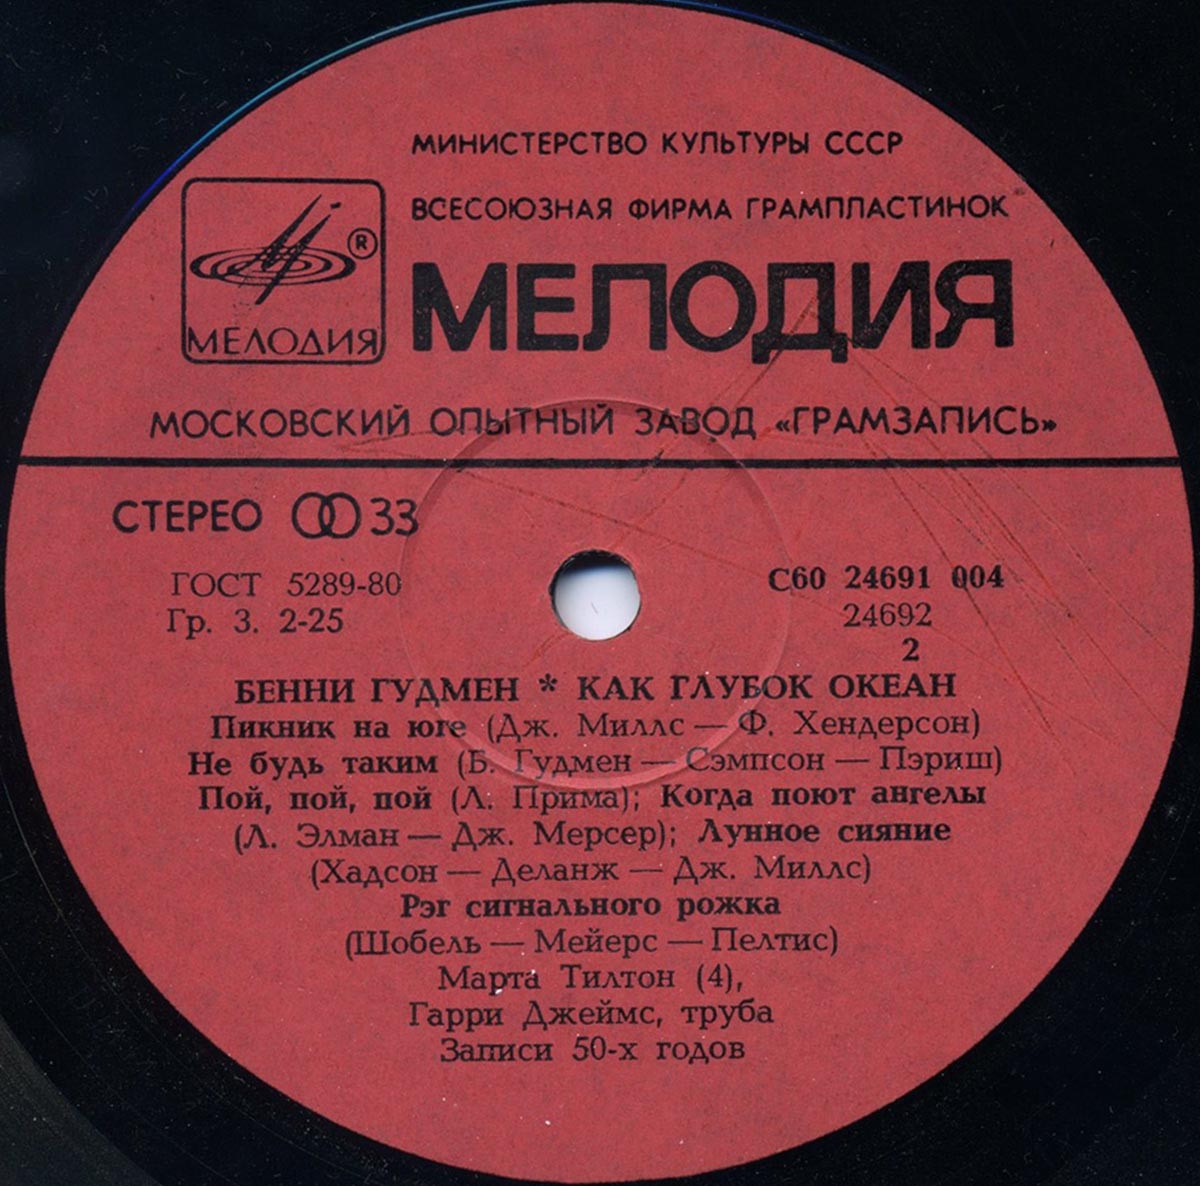 МИНИСТЕРСТВО КУЛЬТУРЫ СССР
ВСЕСОЮЗНАЯ ФИРМА ГРАМПЛАСТИНОК
®
МЕЛОДИЯ
МЕЛОДИЯ
МОСКОВСКИЙ ОПЫТНЫЙ ЗАВОД «ГРАМЗАПИСЬ»
СТЕРЕО 33
ГОСТ 5289-80
Гр. 3. 2-25
С60 24691 004
24692
2
БЕННИ ГУДМЕН * КАК ГЛУБОК ОКЕАН
Пикник на юге (Дж. Миллс — Ф. Хендерсон)
Не будь таким (Б. Гудмен — Сэмпсон — Пэриш)
Пой, пой, пой (Л. Прима); Когда поют ангелы
(Л. Элман — Дж. Мерсер); Лунное сияние
(Хадсон — Деланж — Дж. Миллс)
Рэг сигнального рожка
(Шобель — Мейерс — Пелтис)
Марта Тилтон (4),
Гарри Джеймс, труба
Записи 50-х годов